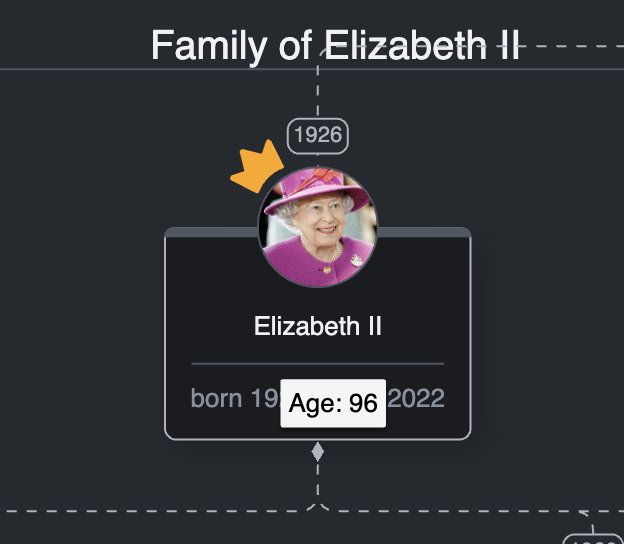 Family of Elizabeth II
1926
Elizabeth II
born 19
Age: 96
2022